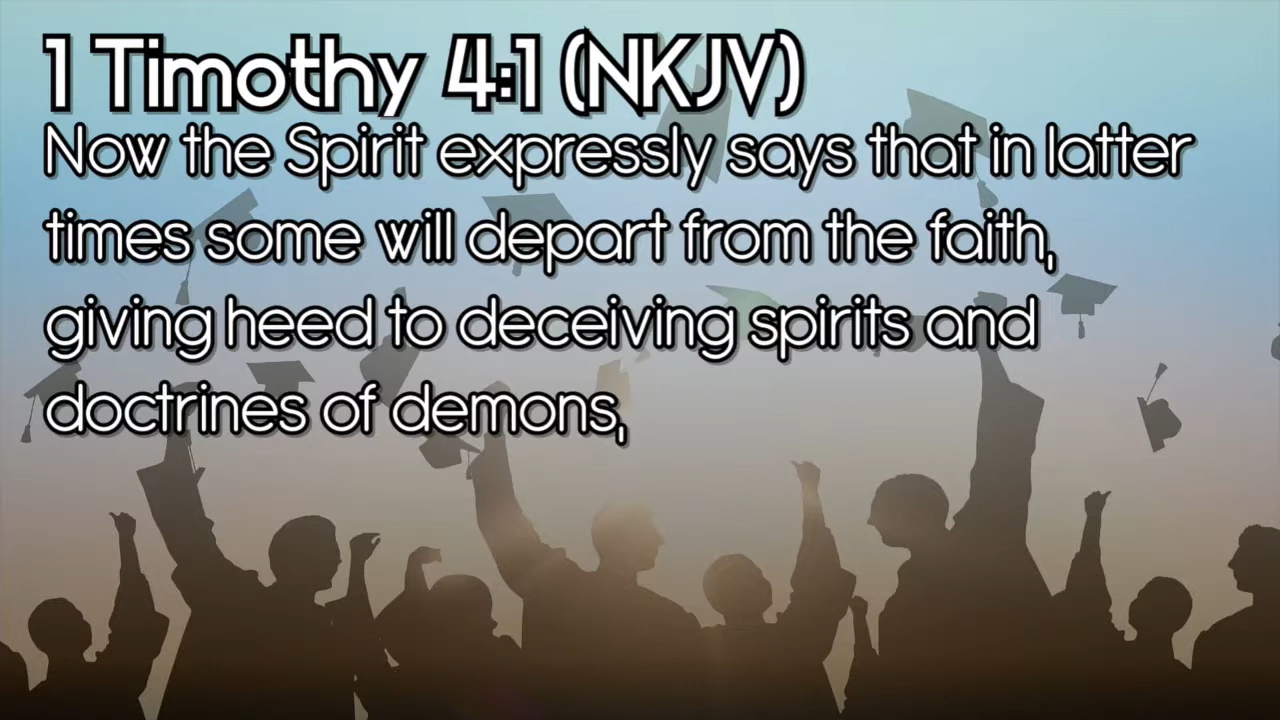 1 Timothy 4:1 (NKJV)
Now the Spirit expressly says that in latter
times some will depart from the faith,
giving heed to deceiving spirits and
doctrines of demons,